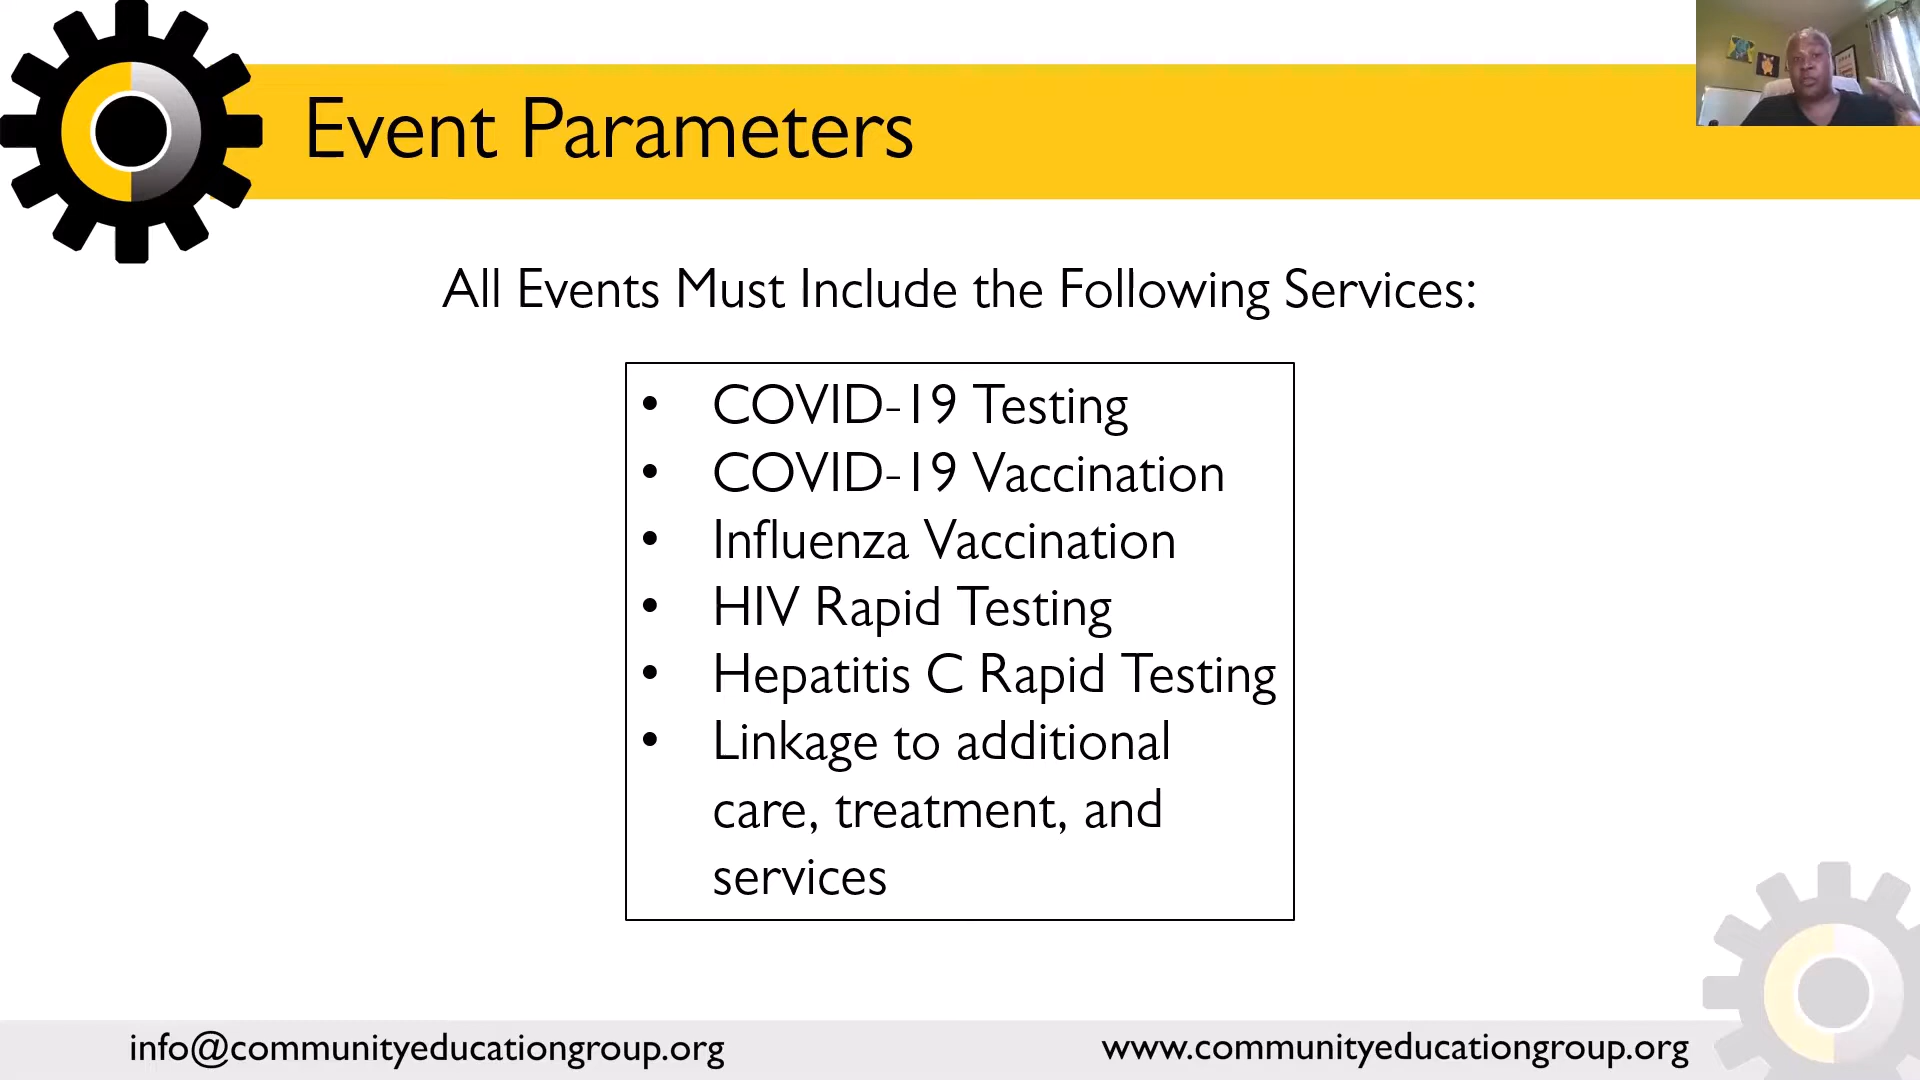 Event Parameters
All Events Must Include the Following Services:
• COVID-19 Testing
• COVID-19 Vaccination
• Influenza Vaccination
• HIV Rapid Testing
• Hepatitis C Rapid Testing
• Linkage to additional
care, treatment, and
services
info@communityeducationgroup.org
www.communityeducationgroup.org